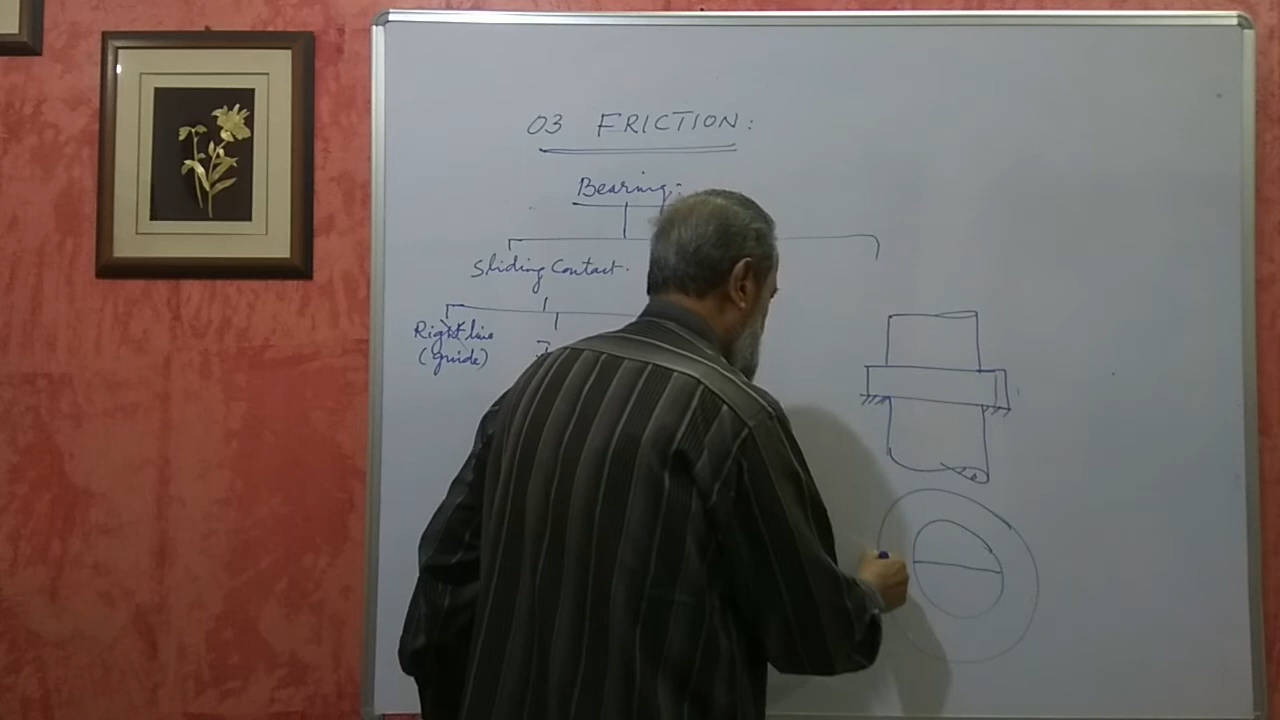 03 FRICTION:
Bearing:-
Sliding Contact.
Right line
(guide)
J